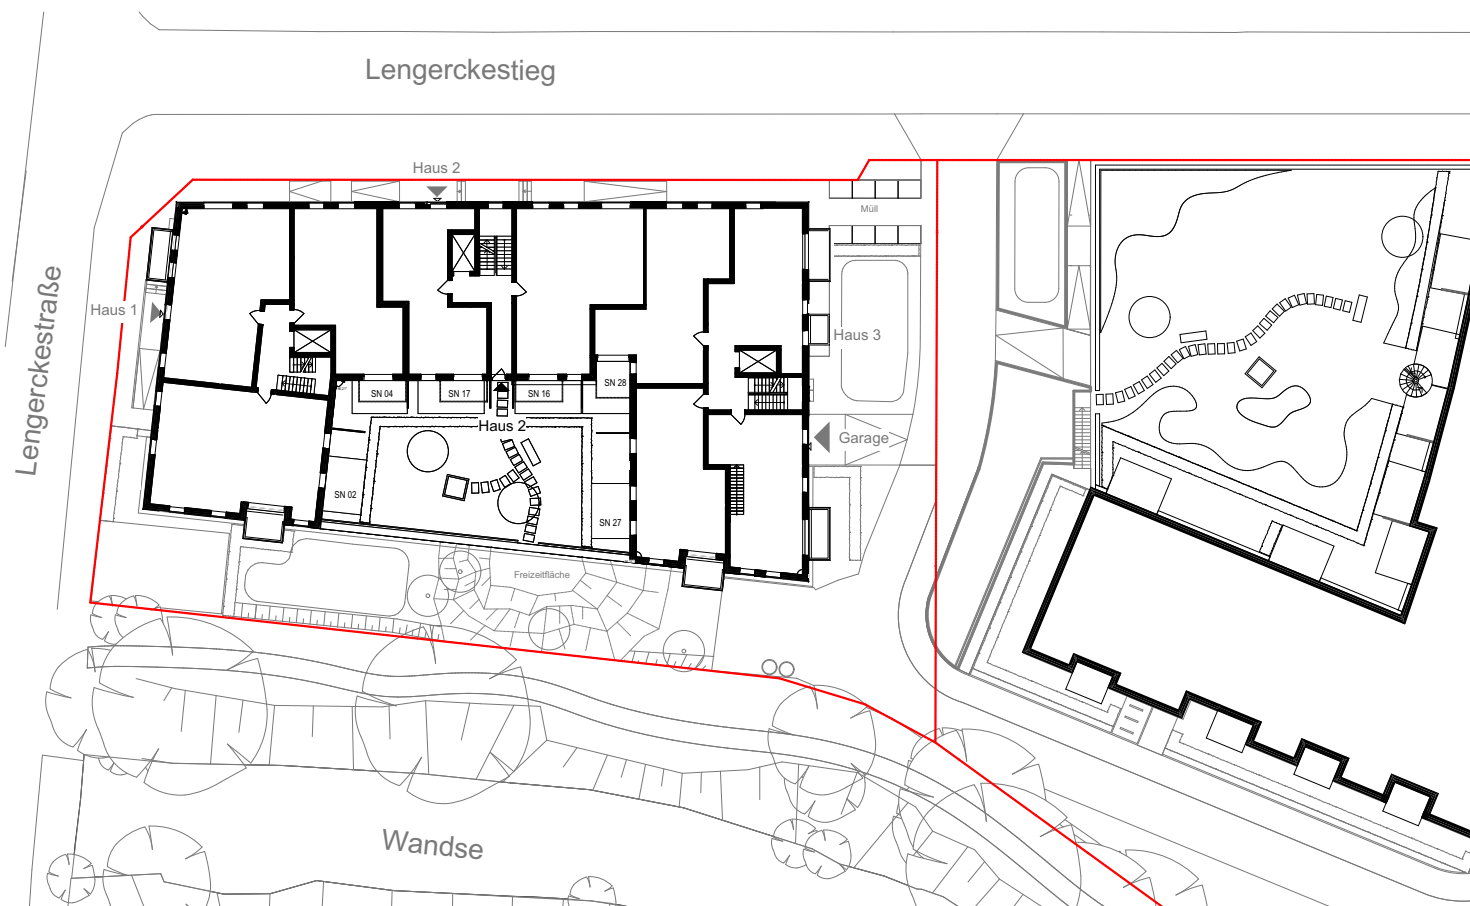 Lengerckestieg
Haus 2
Müll
Lengerckestraße
Haus 1
Haus 3
SN 04
SN 17
SN 16
SN 28
Haus 2
Garage
SN 02
SN 27
Freizeitfläche
Wandse